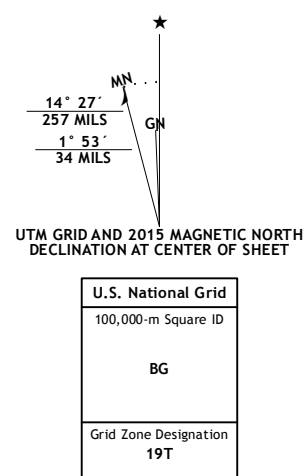 ★
MN
GN
14° 27´
257 MILS
1° 53´
34 MILS
UTM GRID AND 2015 MAGNETIC NORTH
DECLINATION AT CENTER OF SHEET
U.S. National Grid
100,000-m Square ID
BG
Grid Zone Designation
19T